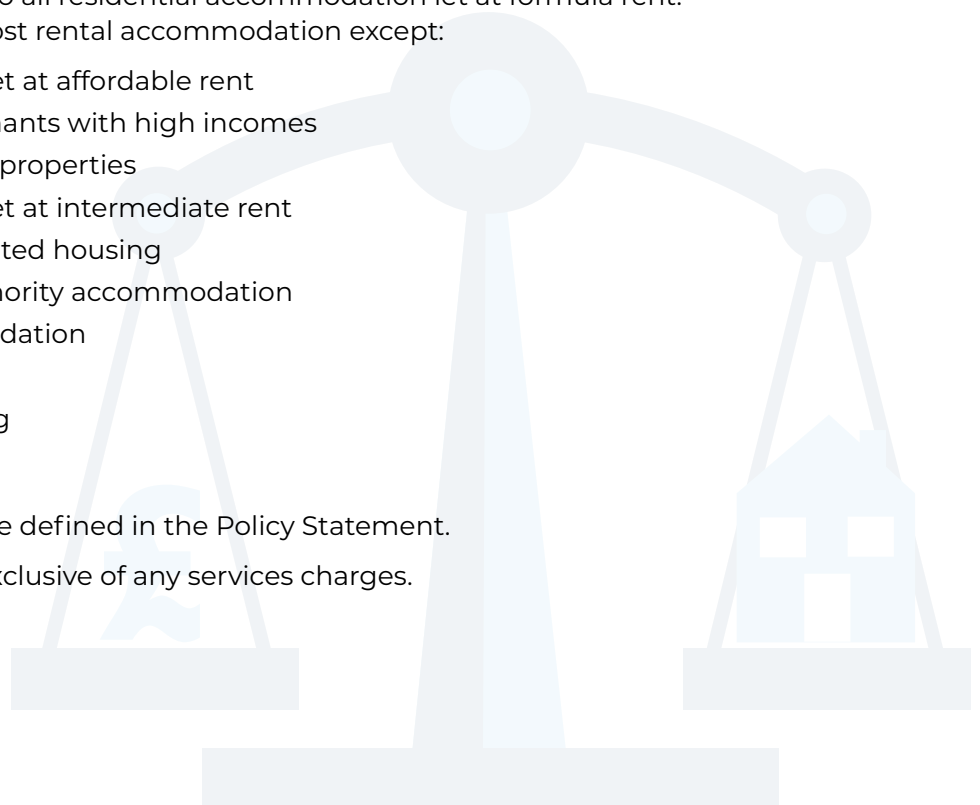 o all residential accommodation let at formula rent.
ost rental accommodation except:
et at affordable rent
nants with high incomes
properties
et at intermediate rent
ted housing
hority accommodation
dation
g
e defined in the Policy Statement.
xclusive of any services charges.
£